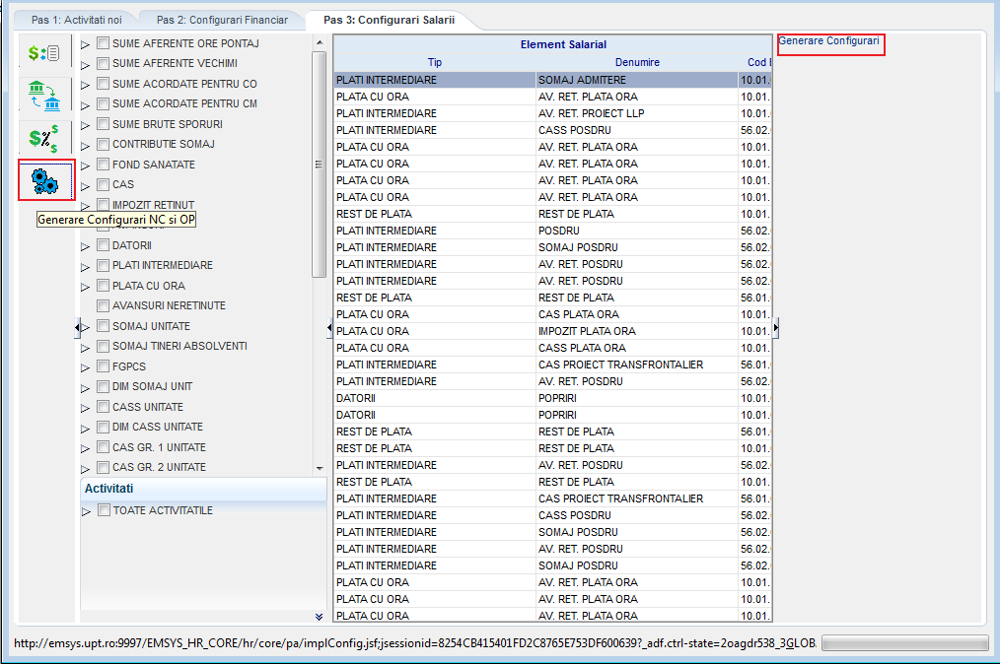 Pas 1: Activitati noi
Pas 2: Configurari Financiar
Pas 3: Configurari Salarii
SUME AFERENTE ORE PONTAJ
SUME AFERENTE VECHIMI
SUME ACORDATE PENTRU CO
SUME ACORDATE PENTRU CM
SUME BRUTE SPORURI
CONTRIBUTIE SOMAJ
FOND SANATATE
CAS
IMPOZIT RETINUT
Generare Configurari NC si OP
DATORII
PLATI INTERMEDIARE
PLATA CU ORA
AVANSURI NERETINUTE
SOMAJ UNITATE
SOMAJ TINERI ABSOLVENTI
FGPCS
DIM SOMAJ UNIT
CASS UNITATE
DIM CASS UNITATE
CAS GR. 1 UNITATE
CAS GR. 2 UNITATE
Activitati
TOATE ACTIVITATILE
Element Salarial
Tip Denumire Cod
PLATI INTERMEDIARE SOMAJ ADMITERE 10.01.
PLATA CU ORA AV. RET. PLATA ORA 10.01.
PLATI INTERMEDIARE AV. RET. PROIECT LLP 10.01.
PLATI INTERMEDIARE CASS POSDRU 56.02.
PLATA CU ORA AV. RET. PLATA ORA 10.01.
PLATA CU ORA AV. RET. PLATA ORA 10.01.
PLATA CU ORA AV. RET. PLATA ORA 10.01.
PLATA CU ORA AV. RET. PLATA ORA 10.01.
REST DE PLATA REST DE PLATA 10.01.
PLATI INTERMEDIARE POSDRU 56.02.
PLATI INTERMEDIARE SOMAJ POSDRU 56.02.
PLATI INTERMEDIARE AV. RET. POSDRU 56.02.
PLATI INTERMEDIARE AV. RET. POSDRU 56.02.
REST DE PLATA REST DE PLATA 56.01.
PLATA CU ORA CAS PLATA ORA 10.01.
PLATA CU ORA IMPOZIT PLATA ORA 10.01.
PLATA CU ORA CASS PLATA ORA 10.01.
PLATI INTERMEDIARE CAS PROIECT TRANSFRONTALIER 56.01.
PLATI INTERMEDIARE AV. RET. POSDRU 56.02.
DATORII POPRIRI 10.01.
DATORII POPRIRI 10.01.
REST DE PLATA REST DE PLATA 56.01.
REST DE PLATA REST DE PLATA 10.01.
PLATI INTERMEDIARE AV. RET. POSDRU 56.02.
REST DE PLATA REST DE PLATA 10.01.
PLATI INTERMEDIARE CAS PROIECT TRANSFRONTALIER 56.01.
PLATI INTERMEDIARE CASS POSDRU 56.02.
PLATI INTERMEDIARE SOMAJ POSDRU 56.02.
PLATI INTERMEDIARE AV. RET. POSDRU 56.02.
PLATI INTERMEDIARE SOMAJ POSDRU 56.02.
PLATA CU ORA AV. RET. PLATA ORA 10.01.
PLATA CU ORA AV. RET. PLATA ORA 10.01.
PLATA CU ORA AV. RET. PLATA ORA 10.01.
Generare Configurari
http://emsys.upt.ro:9997/EMSYS_HR_CORE/hr/core/pa/implConfig.jsf;jsessionid=8254CB415401FD2C8765E753DF600639?_adf.ctrl-state=2oagdr538_3GLOB.